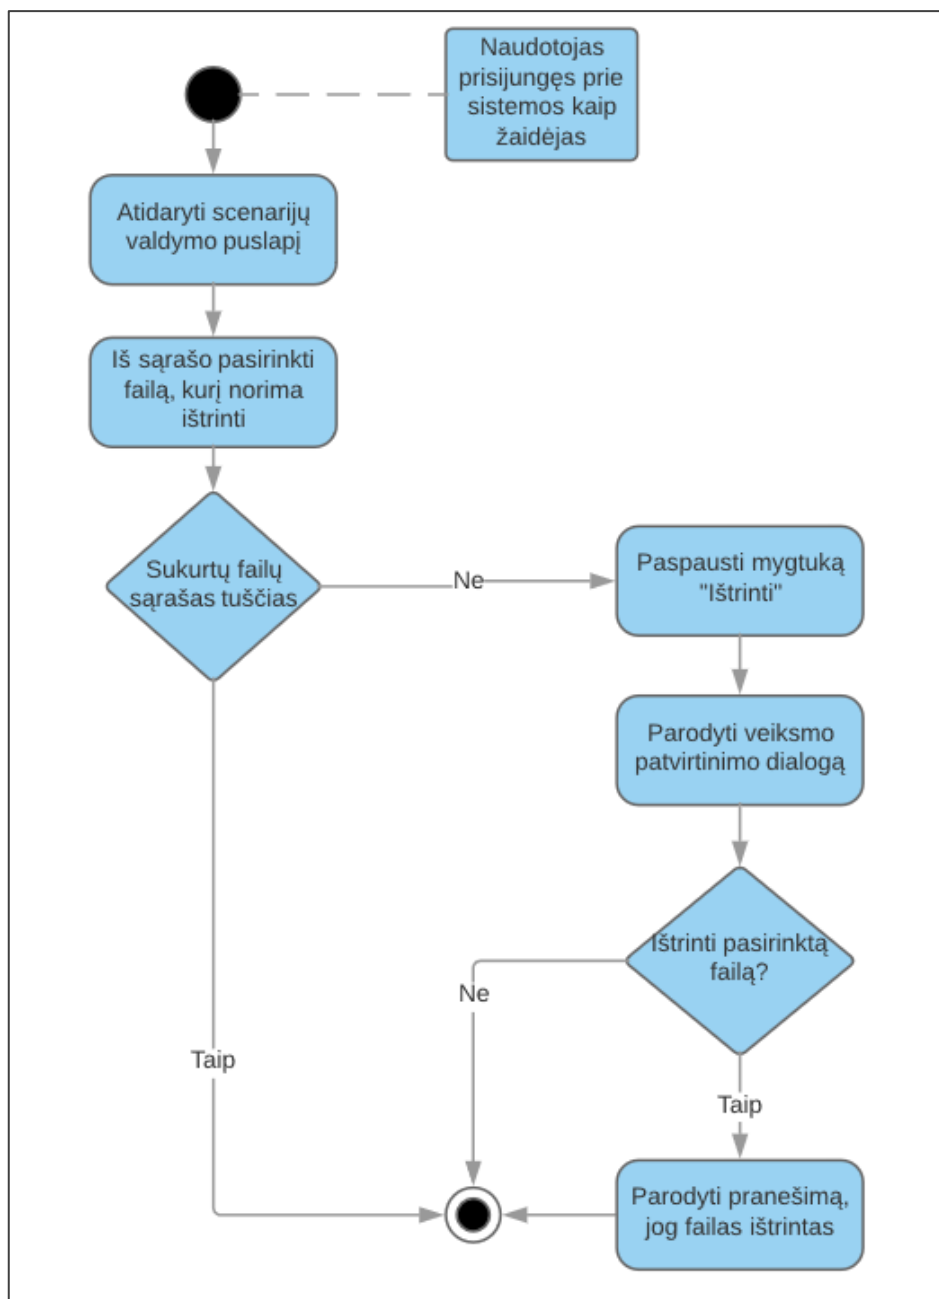 Naudotojas
prisijungęs prie
sistemos kaip
žaidėjas
Atidaryti scenarijų
valdymo puslapį
Iš sąrašo pasirinkti
failą, kurį norima
ištrinti
Sukurtų failų
sąrašas tuščias
Ne
Paspausti mygtuką
"Ištrinti"
Parodyti veiksmo
patvirtinimo dialogą
Ištrinti pasirinktą
failą?
Ne
Taip
Taip
Parodyti pranešimą,
jog failas ištrintas